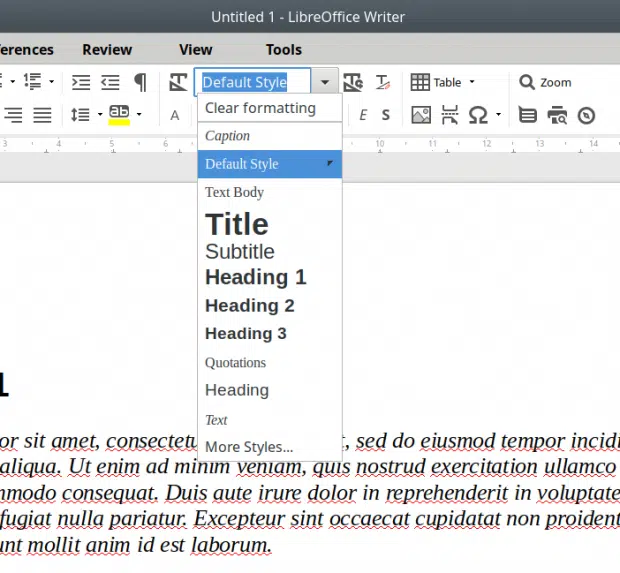 Untitled 1 - LibreOffice Writer
erences Review View Tools
Default Style Table Zoom
Clear formatting
ab A E S Ω
3 4 5 6 10 11 12 13 14
Caption
Default Style
Text Body
Title
Subtitle
Heading 1
Heading 2
Heading 3
Quotations
Heading
1
Text
or sit amet, consectetu t, sed do eiusmod tempor incidi
aliqua. Ut enim ad minim veniam, quis nostrud exercitation ullamco
More Styles...
mmodo consequat. Duis aute irure dolor in reprehenderit in voluptate
fugiat nulla pariatur. Excepteur sint occaecat cupidatat non proident
unt mollit anim id est laborum.